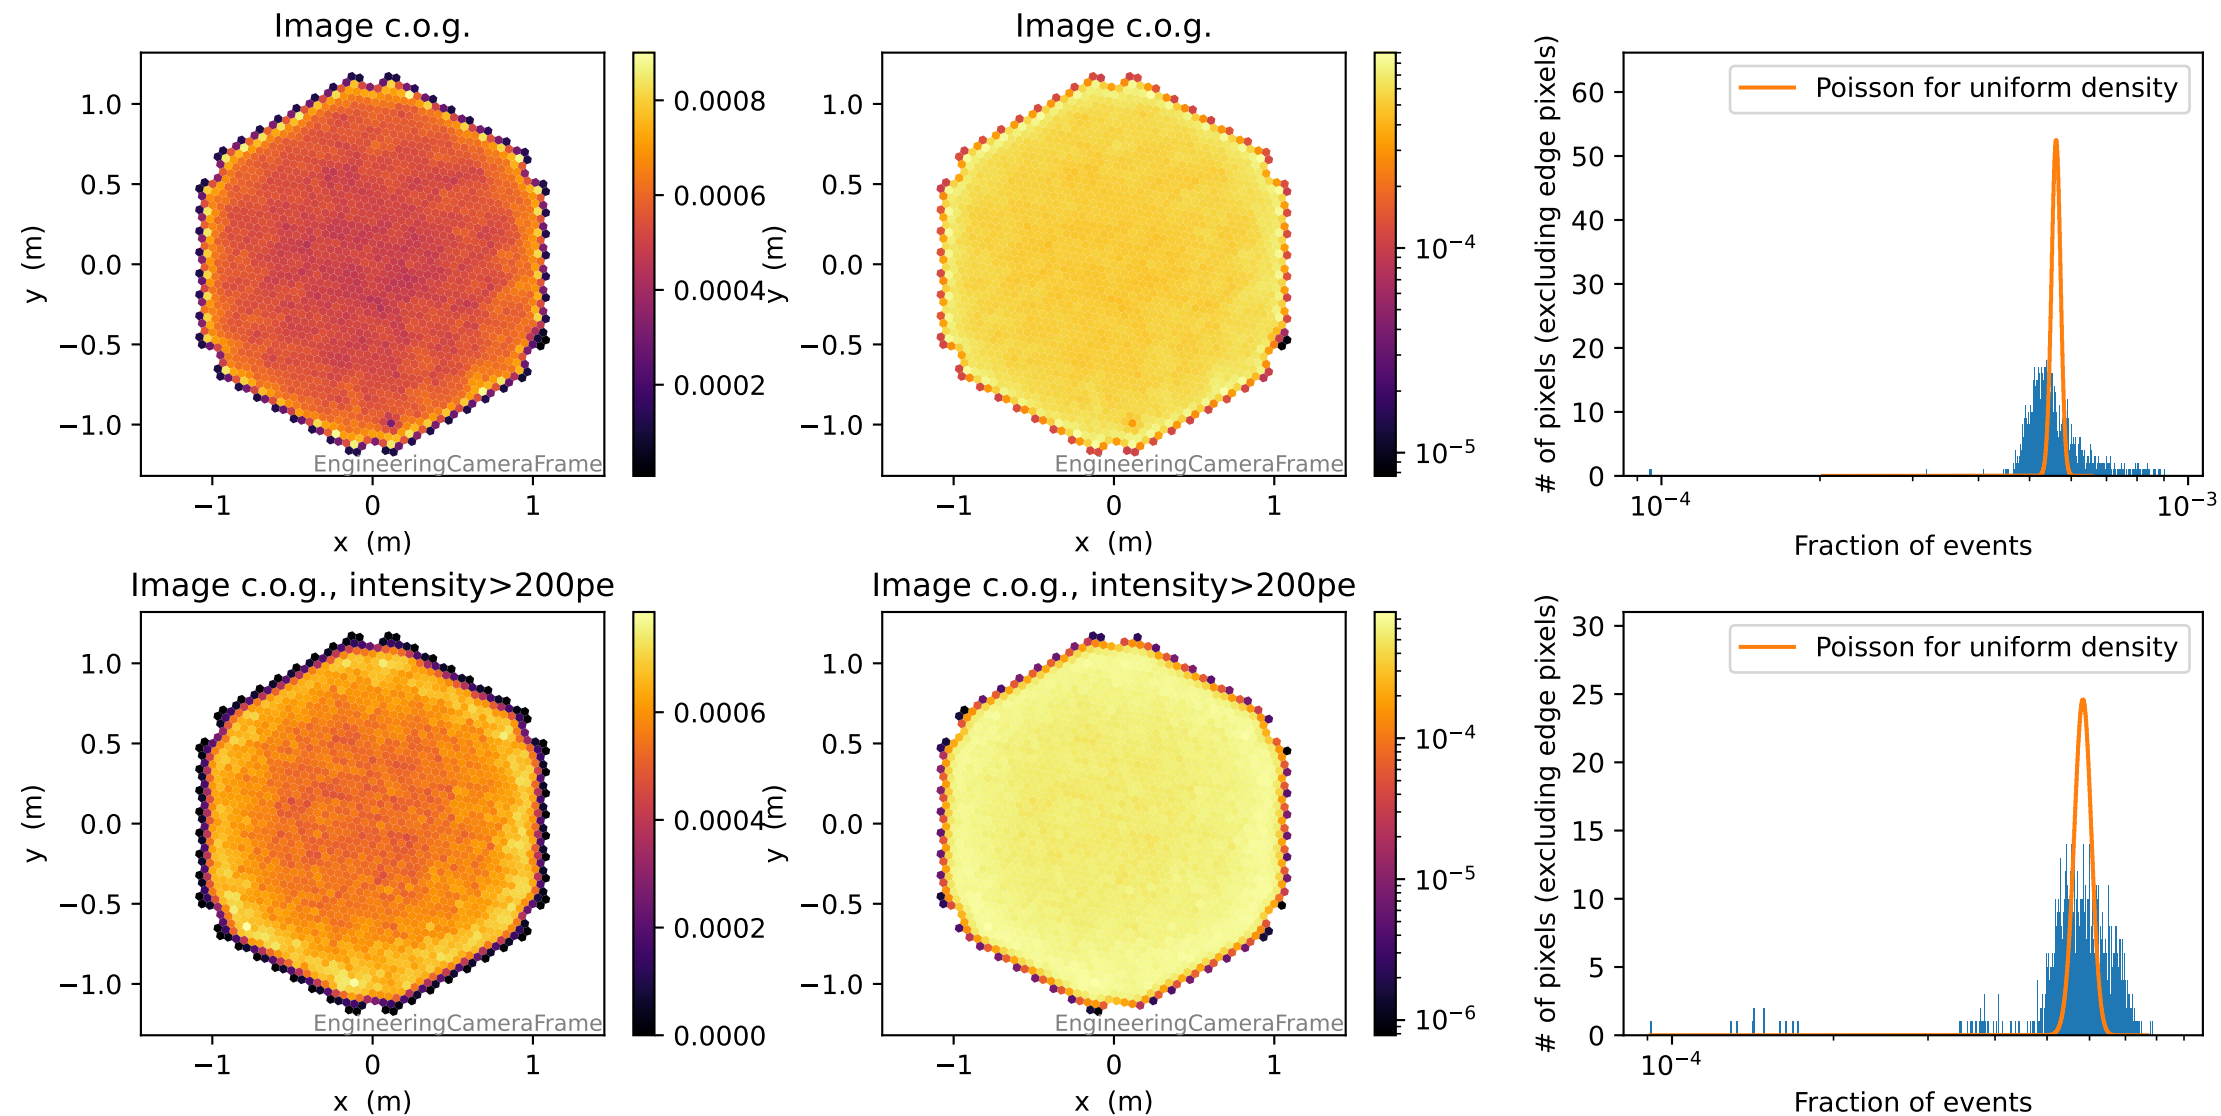 Image c.o.g.
1.0
0.5
0.0
−0.5
−1.0
y (m)
−1
0
1
x (m)
EngineeringCameraFrame
0.0008
0.0006
0.0004
0.0002
Image c.o.g.
1.0
0.5
0.0
−0.5
−1.0
y (m)
−1
0
1
x (m)
EngineeringCameraFrame
10⁻⁴
10⁻⁵
# of pixels (excluding edge pixels)
60
50
40
30
20
10
0
Poisson for uniform density
10⁻⁴
10⁻³
Fraction of events
Image c.o.g., intensity>200pe
1.0
0.5
0.0
−0.5
−1.0
y (m)
−1
0
1
x (m)
EngineeringCameraFrame
0.0006
0.0004
0.0002
0.0000
Image c.o.g., intensity>200pe
1.0
0.5
0.0
−0.5
−1.0
y (m)
−1
0
1
x (m)
EngineeringCameraFrame
10⁻⁴
10⁻⁵
10⁻⁶
# of pixels (excluding edge pixels)
30
25
20
15
10
5
0
Poisson for uniform density
10⁻⁴
Fraction of events